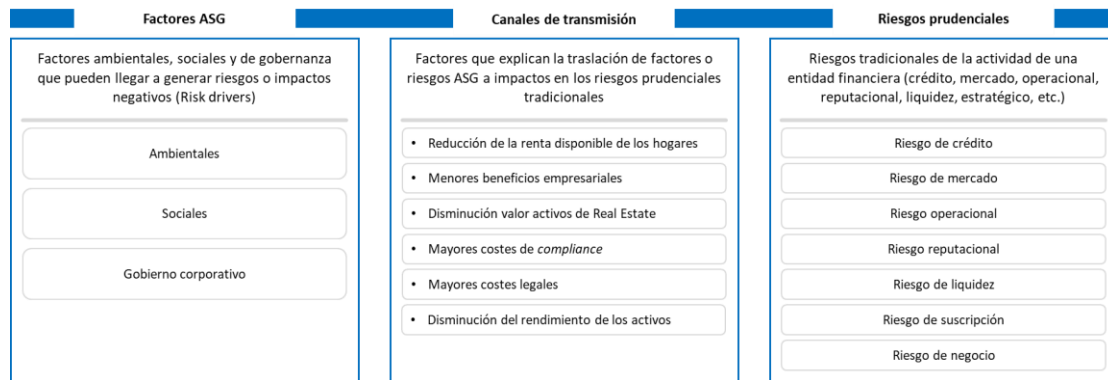 Factores ASG
Canales de transmisión
Riesgos prudenciales
Factores ambientales, sociales y de gobernanza
que pueden llegar a generar riesgos o impactos
negativos (Risk drivers)
Ambientales
Sociales
Gobierno corporativo
Factores que explican la traslación de factores o
riesgos ASG a impactos en los riesgos prudenciales
tradicionales
• Reducción de la renta disponible de los hogares
• Menores beneficios empresariales
• Disminución valor activos de Real Estate
• Mayores costes de compliance
• Mayores costes legales
• Disminución del rendimiento de los activos
Riesgos tradicionales de la actividad de una
entidad financiera (crédito, mercado, operacional,
reputacional, liquidez, estratégico, etc.)
Riesgo de crédito
Riesgo de mercado
Riesgo operacional
Riesgo reputacional
Riesgo de liquidez
Riesgo de suscripción
Riesgo de negocio